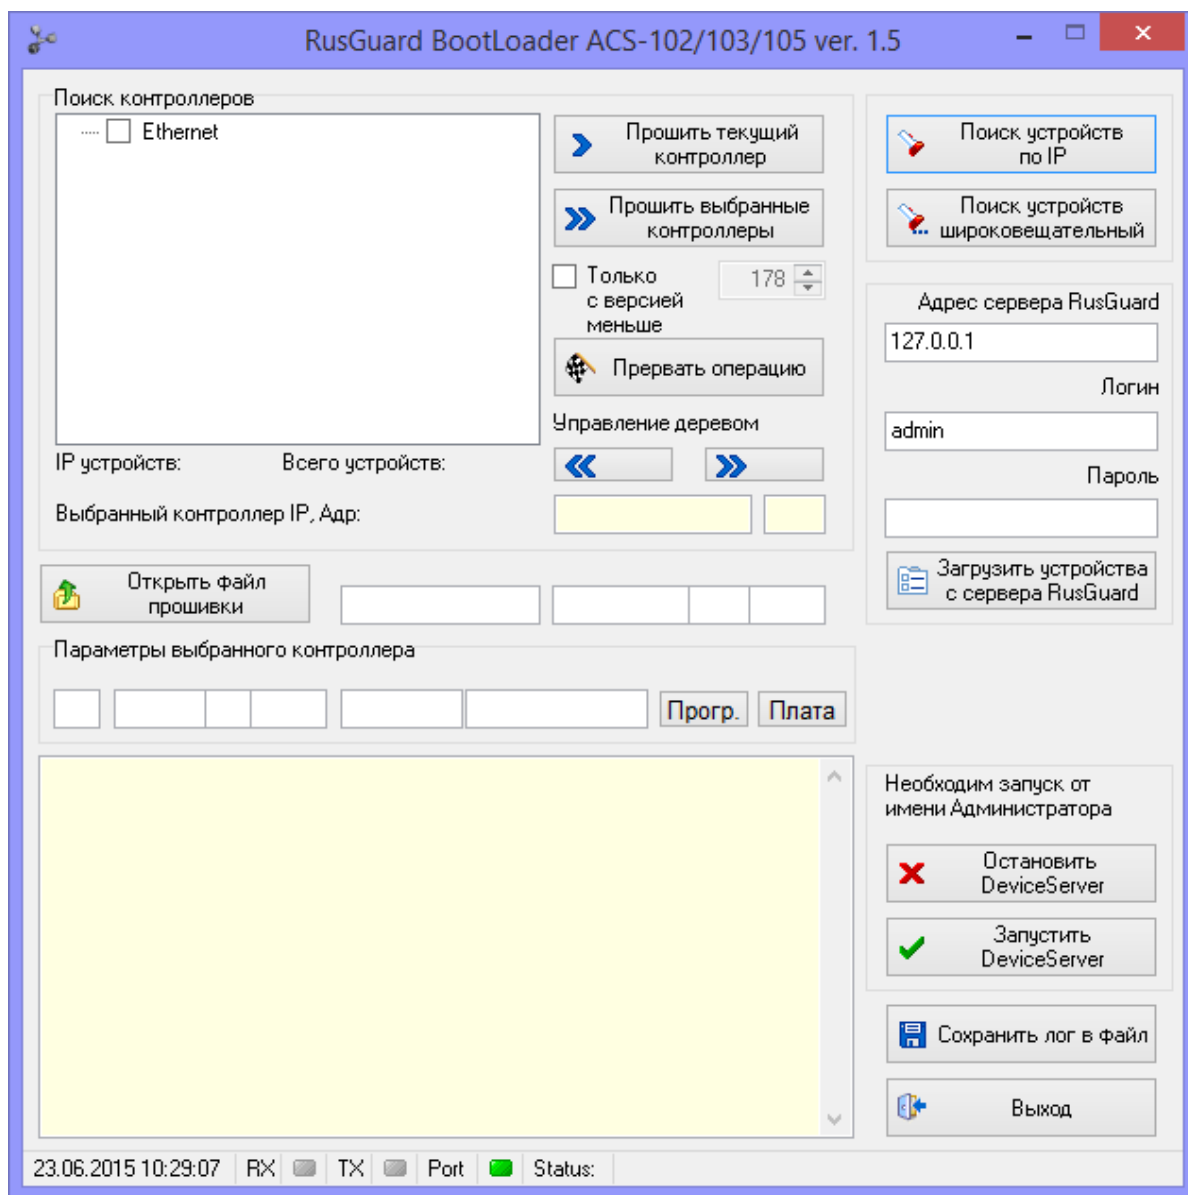 RusGuard BootLoader ACS-102/103/105 ver. 1.5
Поиск контроллеров
Ethernet
Прошить текущий
контроллер
Прошить выбранные
контроллеры
Только
с версией
меньше
178
Прервать операцию
Управление деревом
IP устройств:
Всего устройств:
Выбранный контроллер IP, Адр:
Поиск устройств
по IP
Поиск устройств
широковещательный
Адрес сервера RusGuard
127.0.0.1
Логин
admin
Пароль
Загрузить устройства
с сервера RusGuard
Открыть файл
прошивки
Параметры выбранного контроллера
Прогр.
Плата
Необходим запуск от
имени Администратора
Остановить
DeviceServer
Запустить
DeviceServer
Сохранить лог в файл
Выход
23.06.2015 10:29:07 RX TX Port Status: